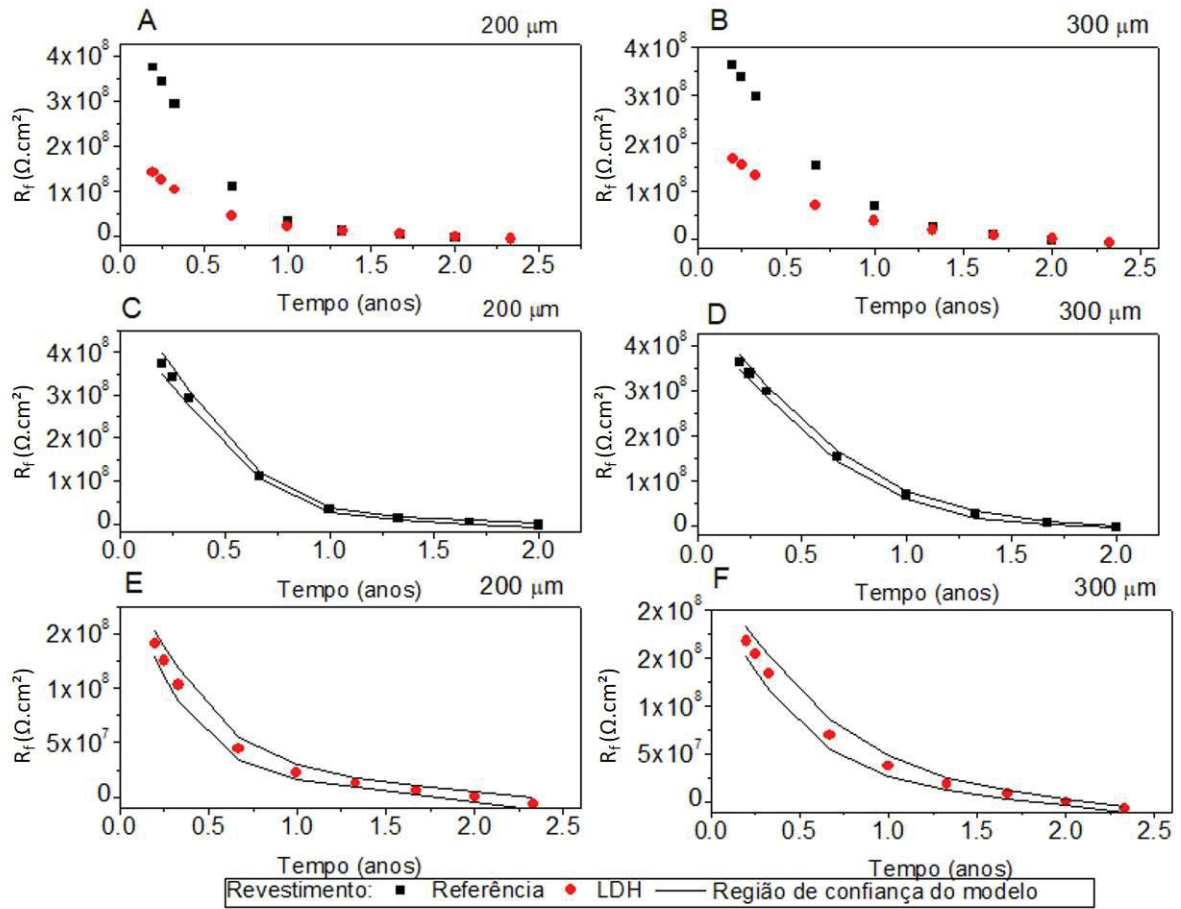 A 200 μm
4x10⁸
3x10⁸
2x10⁸
1x10⁸
0
R_f (Ω.cm²)
0.0 0.5 1.0 1.5 2.0 2.5
Tempo (anos)
B 300 μm
4x10⁸
3x10⁸
2x10⁸
1x10⁸
0
R_f (Ω.cm²)
0.0 0.5 1.0 1.5 2.0 2.5
Tempo (anos)
C 200 μm
4x10⁸
3x10⁸
2x10⁸
1x10⁸
0
R_f (Ω.cm²)
0.0 0.5 1.0 1.5 2.0
Tempo (anos)
D 300 μm
4x10⁸
3x10⁸
2x10⁸
1x10⁸
0
R_f (Ω.cm²)
0.0 0.5 1.0 1.5 2.0
Tempo (anos)
E 200 μm
2x10⁸
1x10⁸
5x10⁷
0
R_f (Ω.cm²)
0.0 0.5 1.0 1.5 2.0 2.5
Tempo (anos)
F 300 μm
2x10⁸
2x10⁸
1x10⁸
5x10⁷
0
R_f (Ω.cm²)
0.0 0.5 1.0 1.5 2.0 2.5
Tempo (anos)
Revestimento: Referência LDH Região de confiança do modelo